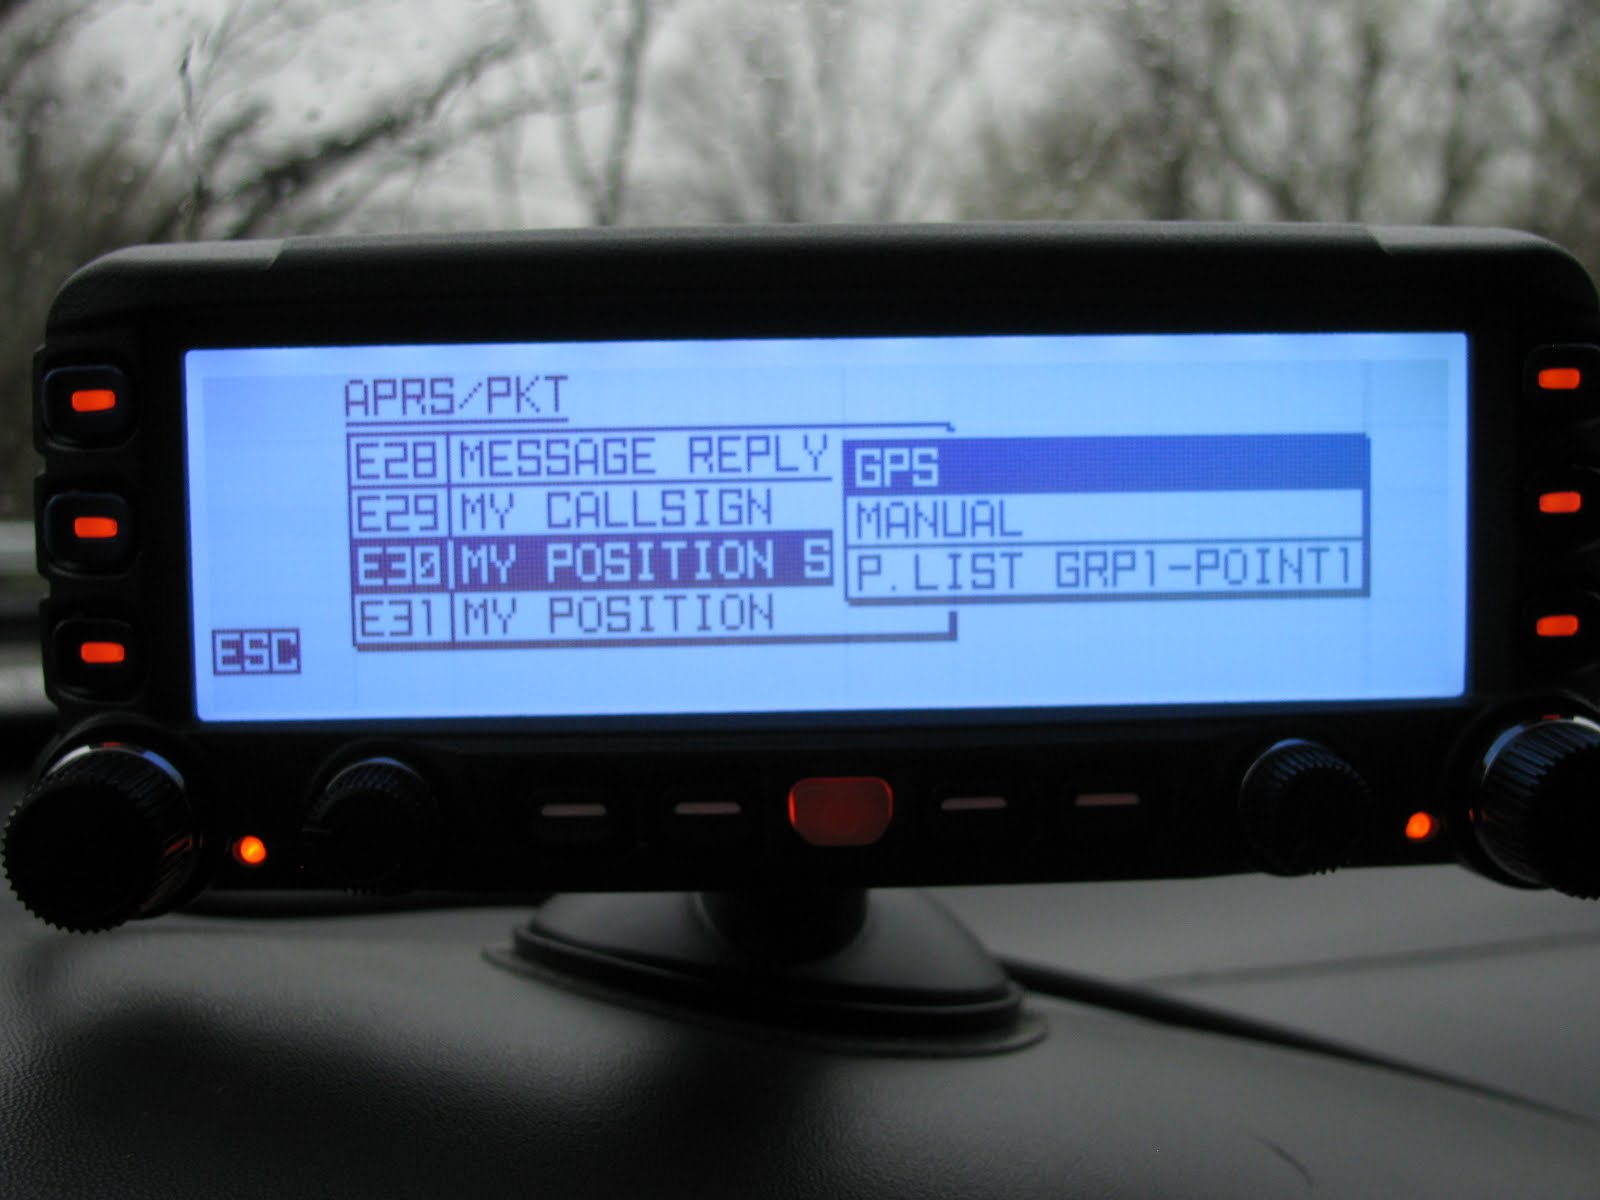 APRS/PKT
E28 MESSAGE REPLY
E29 MY CALLSIGN
E30 MY POSITION S
E31 MY POSITION
GPS
MANUAL
P.LIST GRP1-POINT1
ESC